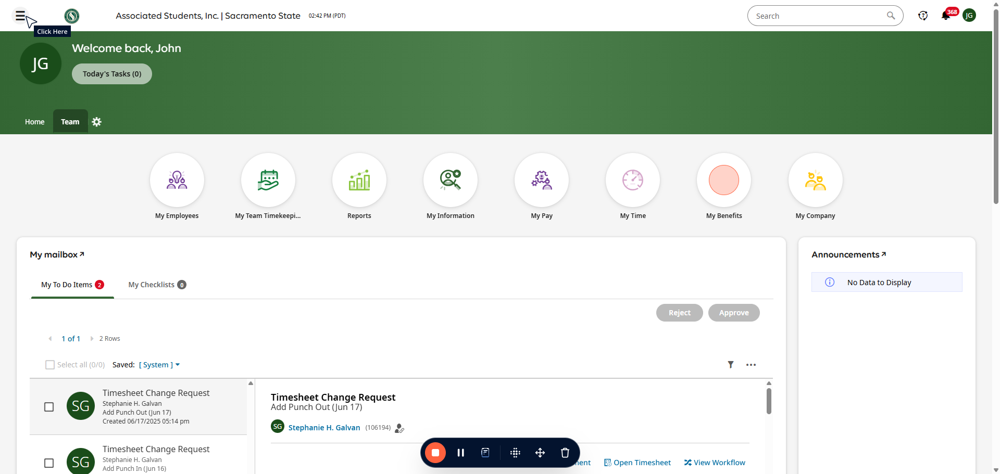 Associated Students, Inc. | Sacramento State
02:42 PM (PDT)
Search
368
JG
Click Here
JG
Welcome back, John
Today's Tasks (0)
Home
Team
My Employees
My Team Timekeepi...
Reports
My Information
My Pay
My Time
My Benefits
My Company
My mailbox
Announcements
My To Do Items 2
My Checklists 0
No Data to Display
Reject
Approve
1 of 1
2 Rows
Select all (0/0)
Saved: [ System ]
SG
Timesheet Change Request
Stephanie H. Galvan
Add Punch Out (Jun 17)
Created 06/17/2025 05:14 pm
Timesheet Change Request
Add Punch Out (Jun 17)
SG Stephanie H. Galvan (106194)
SG
Timesheet Change Request
Stephanie H. Galvan
Add Punch In (Jun 16)
Open Timesheet
View Workflow